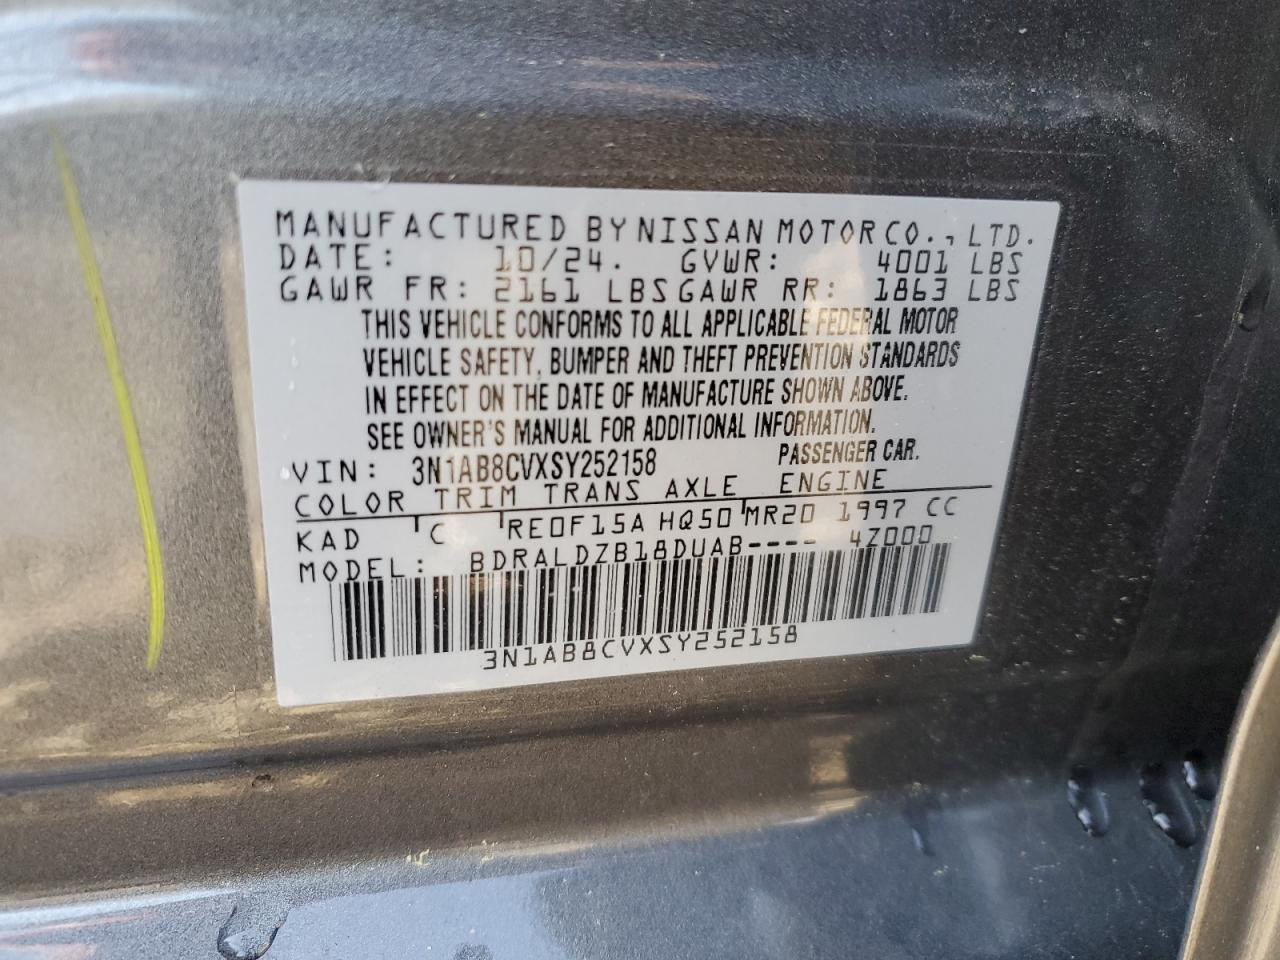 MANUFACTURED BY NISSAN MOTOR CO., LTD.
DATE: 10/24. GVWR: 4001 LBS
GAWR FR: 2161 LBS GAWR RR: 1863 LBS
THIS VEHICLE CONFORMS TO ALL APPLICABLE FEDERAL MOTOR
VEHICLE SAFETY, BUMPER AND THEFT PREVENTION STANDARDS
IN EFFECT ON THE DATE OF MANUFACTURE SHOWN ABOVE.
SEE OWNER'S MANUAL FOR ADDITIONAL INFORMATION.
VIN: 3N1AB8CVXSY252158 PASSENGER CAR.
COLOR TRIM TRANS AXLE ENGINE
KAD C RE0F15A HQ50 MR20 1997 CC
MODEL: BDRALDZB18DUAB---- 4Z000
3N1AB8CVXSY252158